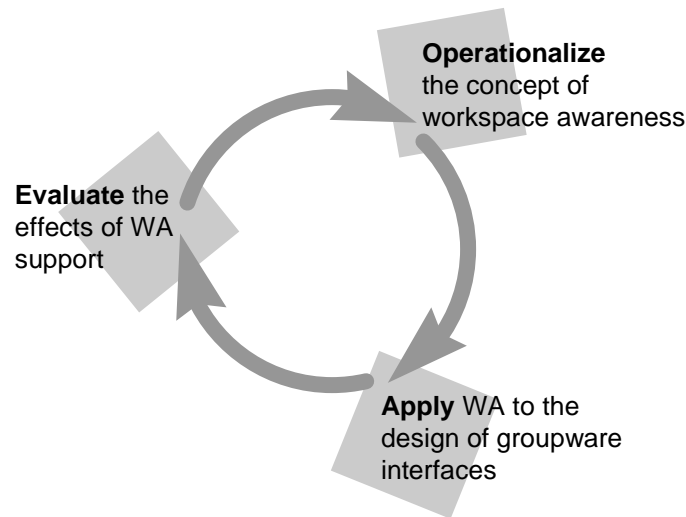 Operationalize
the concept of
workspace awareness
Evaluate the
effects of WA
support
Apply WA to the
design of groupware
interfaces